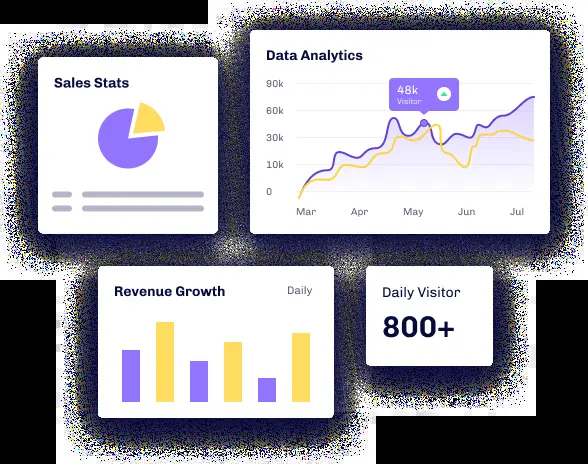 Sales Stats
Data Analytics
90k
60k
30k
10k
0
48k
Visitor
Mar Apr May Jun Jul
Revenue Growth Daily
Daily Visitor
800+